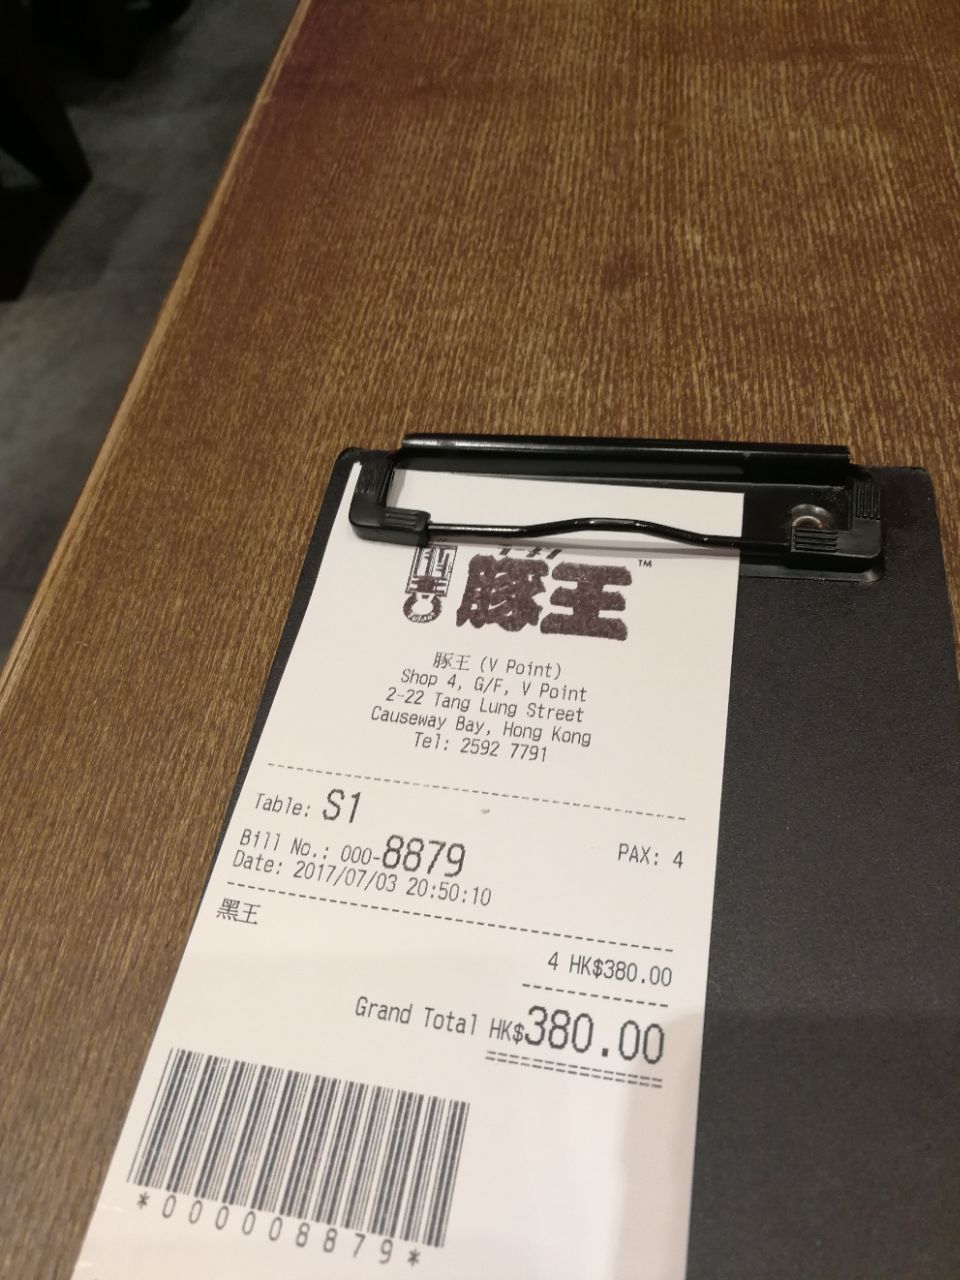 豚王 ™
豚王 (V Point)
Shop 4, G/F, V Point
2-22 Tang Lung Street
Causeway Bay, Hong Kong
Tel: 2592 7791
Table: S1
PAX: 4
Bill No.: 000-8879
Date: 2017/07/03 20:50:10
黑王
4 HK$380.00
Grand Total HK$380.00
*000008879*